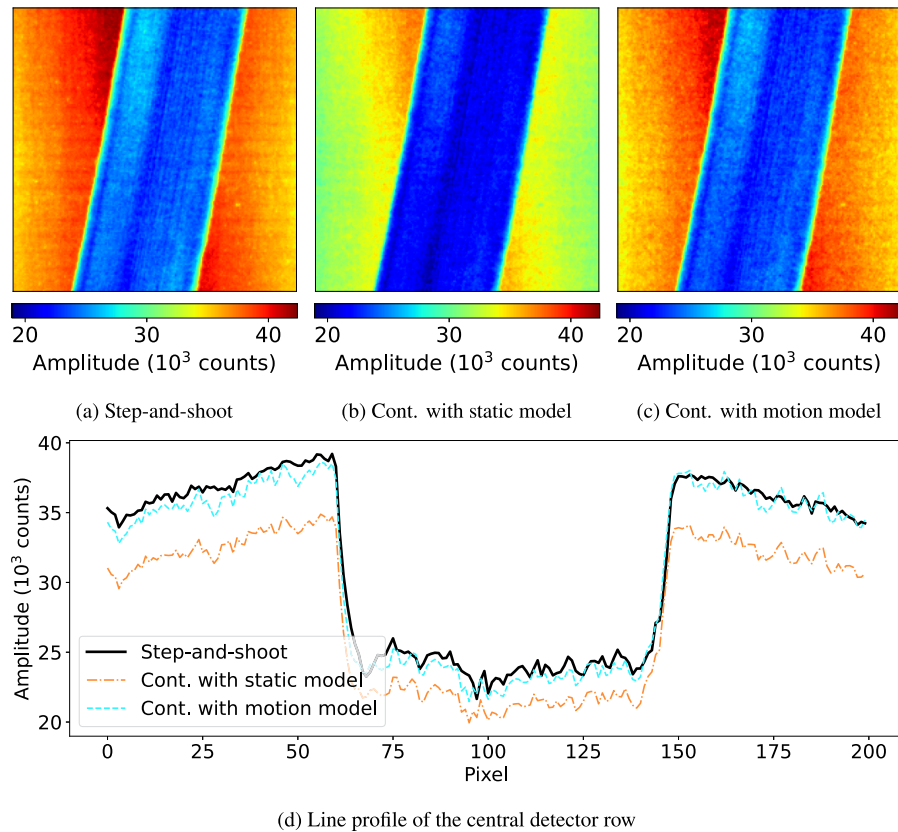 20 30 40 20 30 40 20 30 40
Amplitude (10³ counts) Amplitude (10³ counts) Amplitude (10³ counts)
(a) Step-and-shoot (b) Cont. with static model (c) Cont. with motion model
40
35
30
25
20
Amplitude (10³ counts)
Step-and-shoot
Cont. with static model
Cont. with motion model
0 25 50 75 100 125 150 175 200
Pixel
(d) Line profile of the central detector row